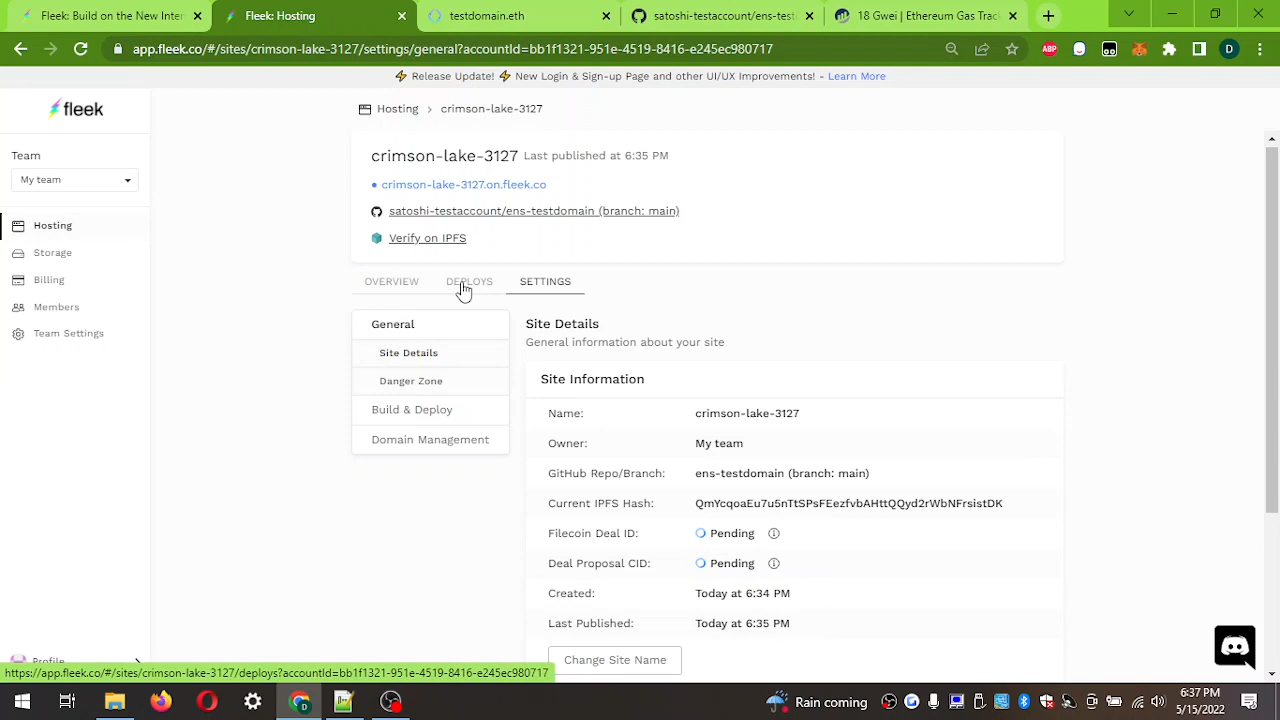 Fleek: Build on the New Inter
Fleek: Hosting
testdomain.eth
satoshi-testaccount/ens-test
18 Gwei | Ethereum Gas Track
app.fleek.co/#/sites/crimson-lake-3127/settings/general?accountId=bb1f1321-951e-4519-8416-e245ec980717
ABP
D
⚡ Release Update! ⚡ New Login & Sign-up Page and other UI/UX Improvements! - Learn More
fleek
Team
My team
Hosting
Storage
Billing
Members
Team Settings
Profile
Hosting > crimson-lake-3127
crimson-lake-3127 Last published at 6:35 PM
crimson-lake-3127.on.fleek.co
satoshi-testaccount/ens-testdomain (branch: main)
Verify on IPFS
OVERVIEW DEPLOYS SETTINGS
General
Site Details
Danger Zone
Build & Deploy
Domain Management
Site Details
General information about your site
Site Information
Name: crimson-lake-3127
Owner: My team
GitHub Repo/Branch: ens-testdomain (branch: main)
Current IPFS Hash: QmYcqoaEu7u5nTtSPsFEezfvbAHttQQyd2rWbNFrsistDK
Filecoin Deal ID: Pending
Deal Proposal CID: Pending
Created: Today at 6:34 PM
Last Published: Today at 6:35 PM
Change Site Name
https://app.fleek.co/#/sites/crimson-lake-3127/deploys?accountId=bb1f1321-951e-4519-8416-e245ec980717
Rain coming
6:37 PM
5/15/2022